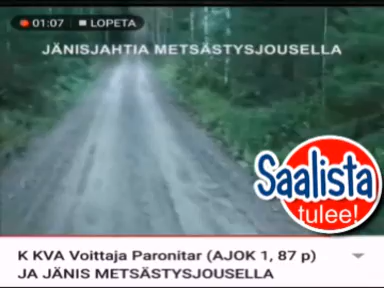 01:07 LOPETA
JÄNISJAHTIA METSÄSTYSJOUSELLA
Saalista
tulee!
K KVA Voittaja Paronitar (AJOK 1, 87 p)
JA JÄNIS METSÄSTYSJOUSELLA